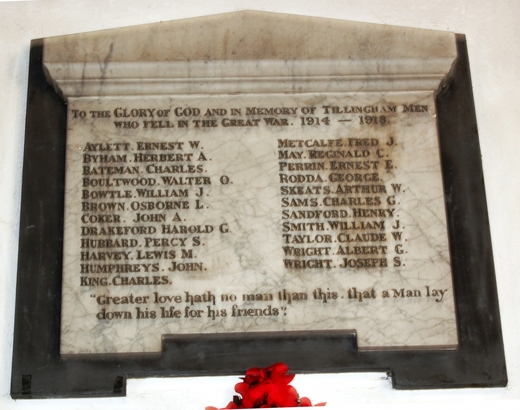 TO THE GLORY OF GOD AND IN MEMORY OF TILLINGHAM MEN
WHO FELL IN THE GREAT WAR. 1914 — 1918.
AYLETT. ERNEST W.
BYHAM. HERBERT A.
BATEMAN. CHARLES.
BOULTWOOD. WALTER O.
BOWTLE. WILLIAM J.
BROWN. OSBORNE L.
COKER. JOHN A.
DRAKEFORD HAROLD G.
HUBBARD. PERCY S.
HARVEY. LEWIS M.
HUMPHREYS. JOHN.
KING. CHARLES.
METCALFE. FRED J.
MAY. REGINALD C.
PERRIN. ERNEST E.
RODDA. GEORGE.
SKEATS. ARTHUR W.
SAMS. CHARLES G.
SANDFORD. HENRY.
SMITH. WILLIAM J.
TAYLOR. CLAUDE W.
WRIGHT. ALBERT G.
WRIGHT. JOSEPH S.
"Greater love hath no man than this. that a Man lay
down his life for his friends".